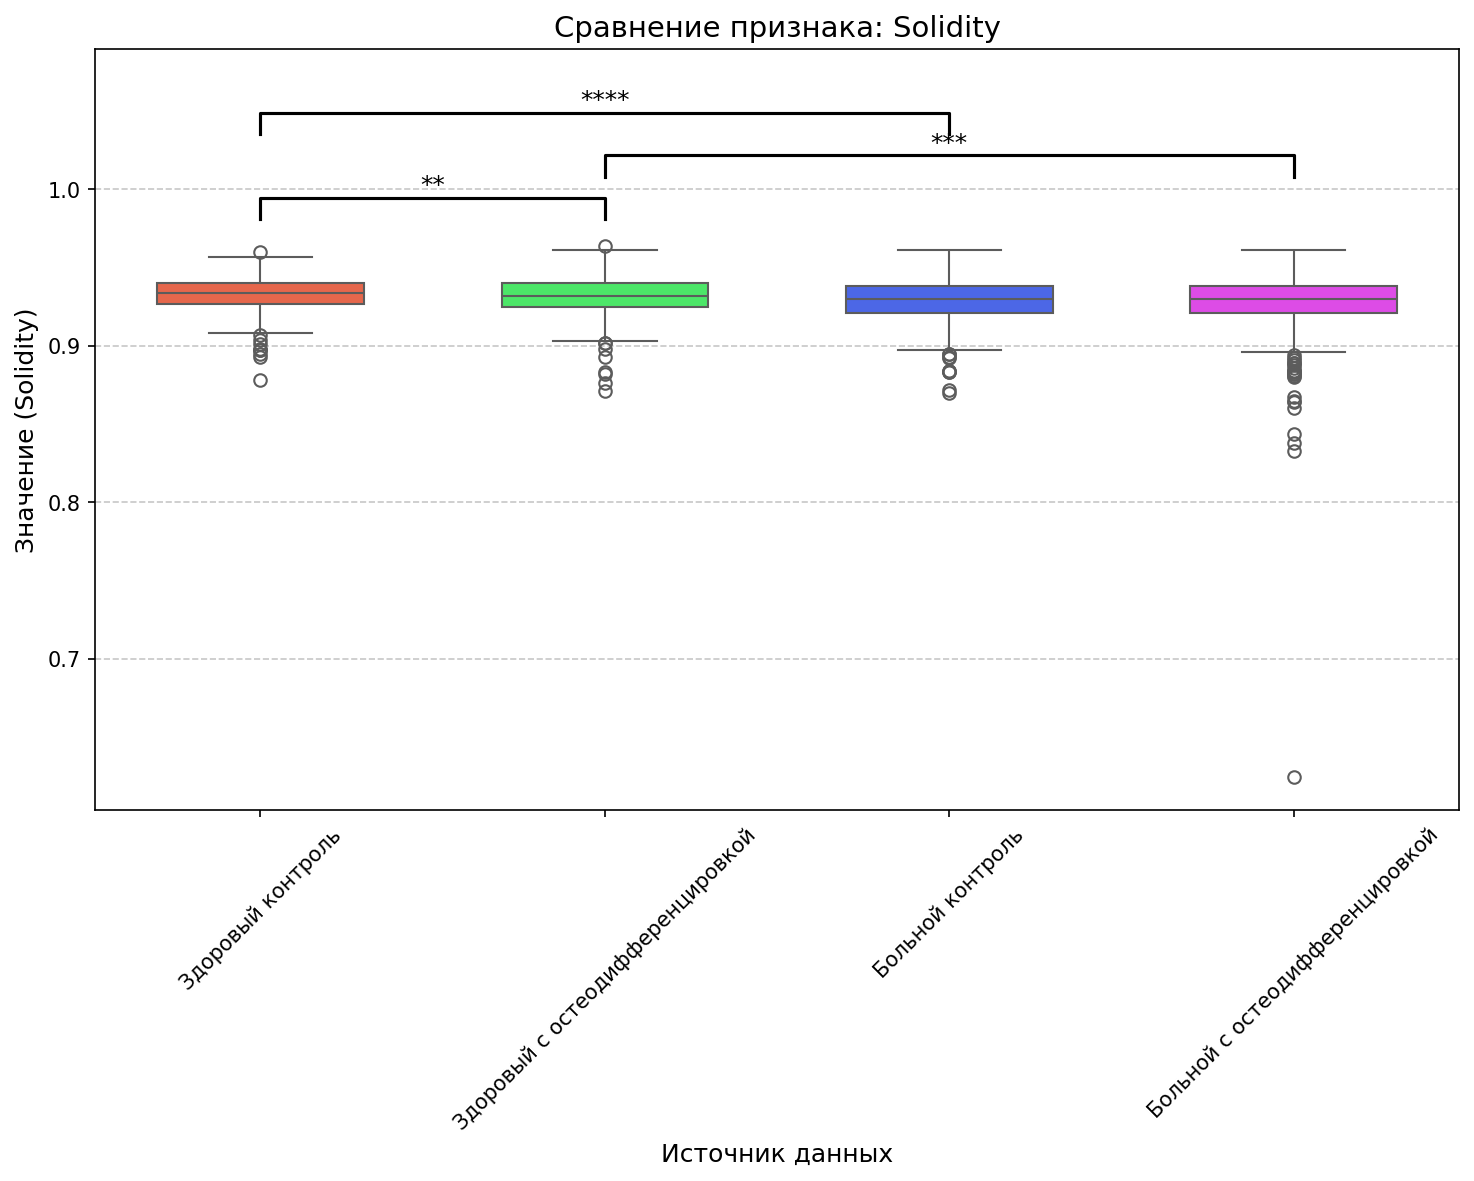 Сравнение признака: Solidity
****
***
**
1.0
0.9
0.8
0.7
Значение (Solidity)
Здоровый контроль
Здоровый с остеодифференцировкой
Больной контроль
Больной с остеодифференцировкой
Источник данных